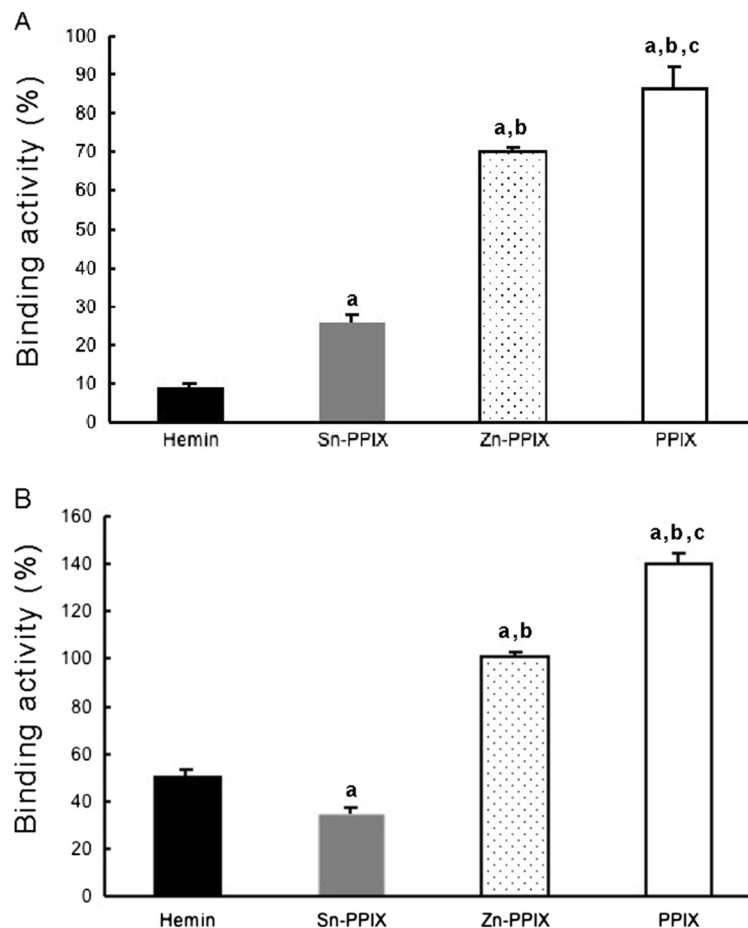 A
Binding activity (%)
100
90
80
70
60
50
40
30
20
10
0
a
a,b
a,b,c
Hemin Sn-PPIX Zn-PPIX PPIX
B
Binding activity (%)
160
140
120
100
80
60
40
20
0
a
a,b
a,b,c
Hemin Sn-PPIX Zn-PPIX PPIX